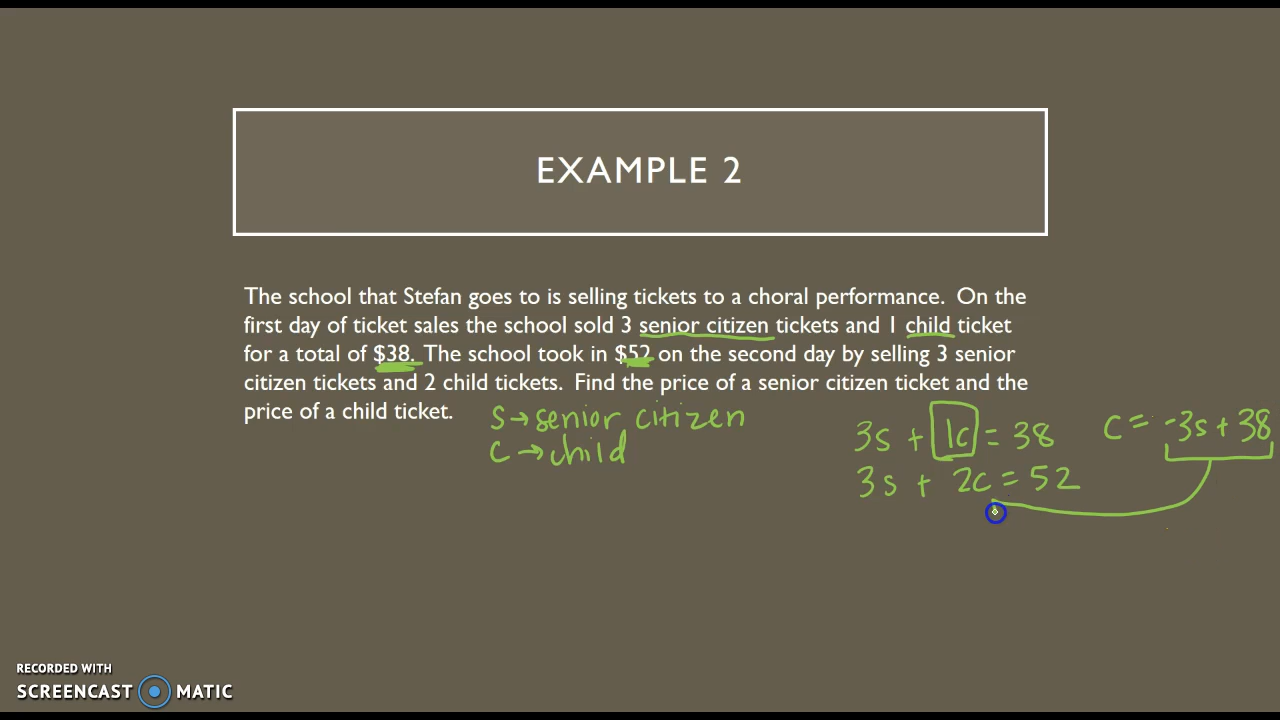 EXAMPLE 2
The school that Stefan goes to is selling tickets to a choral performance. On the
first day of ticket sales the school sold 3 senior citizen tickets and 1 child ticket
for a total of $38. The school took in $52 on the second day by selling 3 senior
citizen tickets and 2 child tickets. Find the price of a senior citizen ticket and the
price of a child ticket.
s→senior citizen
c→child
3s + 1c = 38
3s + 2c = 52
c = -3s + 38
RECORDED WITH
SCREENCAST MATIC